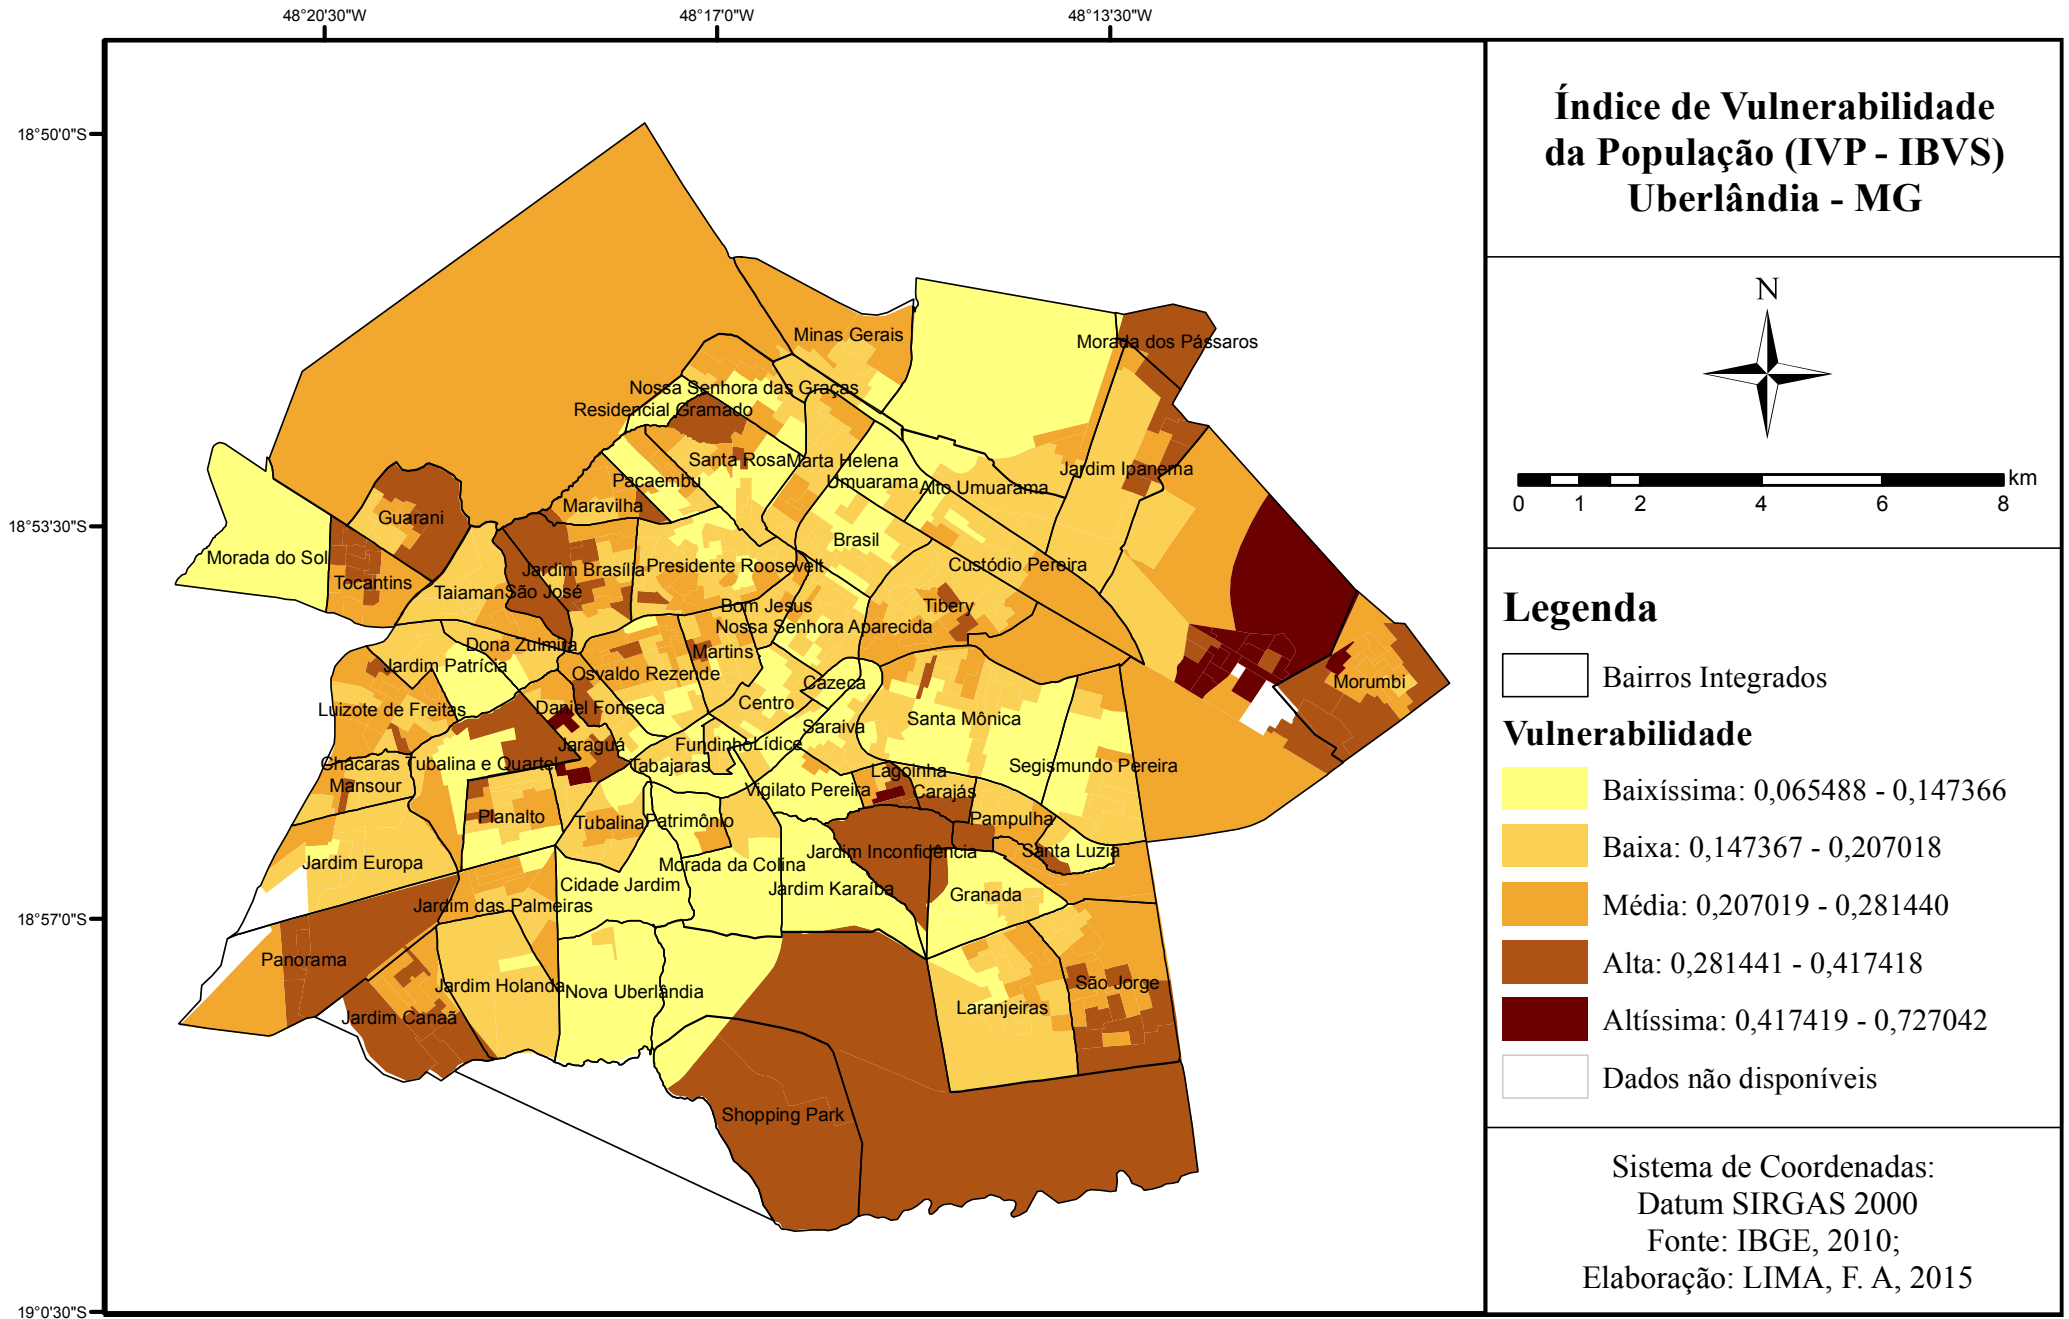 48°20'30"W
48°17'0"W
48°13'30"W
18°50'0"S
18°53'30"S
18°57'0"S
19°0'30"S
Minas Gerais
Morada dos Pássaros
Nossa Senhora das Graças
Residencial Gramado
Santa Rosa
Marta Helena
Jardim Ipanema
Pacaembu
Umuarama
Alto Umuarama
Maravilha
Guarani
Brasil
Morada do Sol
Jardim Brasília
Presidente Roosevelt
Custódio Pereira
Tocantins
Taiaman
São José
Bom Jesus
Tibery
Nossa Senhora Aparecida
Dona Zulmira
Martins
Jardim Patrícia
Osvaldo Rezende
Cazeca
Morumbi
Luizote de Freitas
Daniel Fonseca
Centro
Santa Mônica
Saraiva
Jaraguá
Fundinho
Lídice
Chácaras Tubalina e Quartel
Tabajaras
Lagoinha
Segismundo Pereira
Mansour
Vigilato Pereira
Carajás
Planalto
Tubalina
Patrimônio
Pampulha
Jardim Europa
Morada da Colina
Jardim Inconfidência
Santa Luzia
Cidade Jardim
Jardim Karaíba
Granada
Jardim das Palmeiras
Panorama
Jardim Holanda
Nova Uberlândia
São Jorge
Jardim Canaã
Laranjeiras
Shopping Park
Índice de Vulnerabilidade
da População (IVP - IBVS)
Uberlândia - MG
N
km
0 1 2 4 6 8
Legenda
Bairros Integrados
Vulnerabilidade
Baixíssima: 0,065488 - 0,147366
Baixa: 0,147367 - 0,207018
Média: 0,207019 - 0,281440
Alta: 0,281441 - 0,417418
Altíssima: 0,417419 - 0,727042
Dados não disponíveis
Sistema de Coordenadas:
Datum SIRGAS 2000
Fonte: IBGE, 2010;
Elaboração: LIMA, F. A, 2015